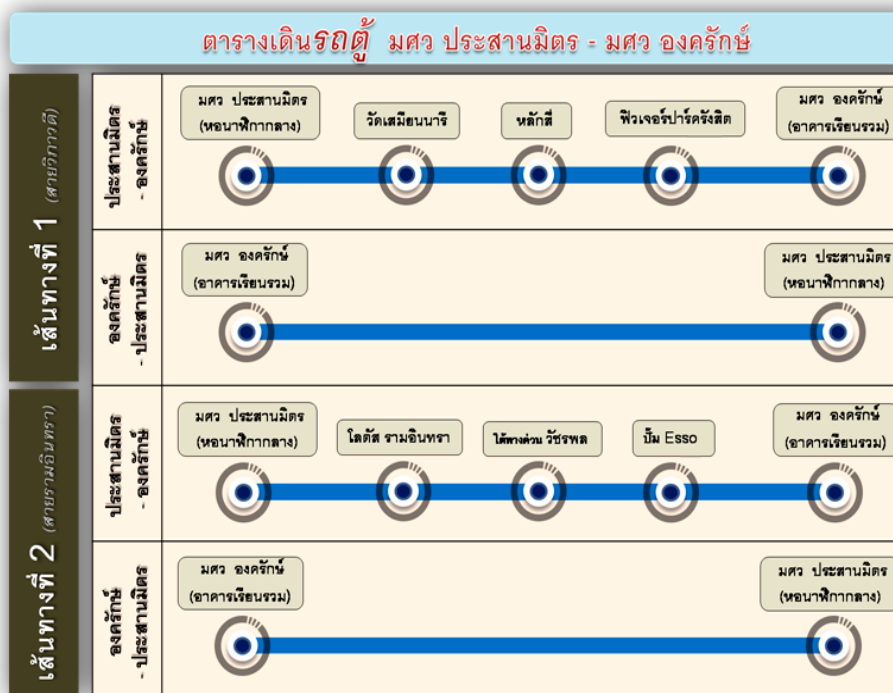 ตารางเดินรถตู้ มศว ประสานมิตร - มศว องครักษ์
เส้นทางที่ 1 (สายวิภาวดี)
ประสานมิตร
- องครักษ์
มศว ประสานมิตร
(หอนาฬิกากลาง)
วัดเสมียนนารี
หลักสี่
ฟิวเจอร์ปาร์ครังสิต
มศว องครักษ์
(อาคารเรียนรวม)
องครักษ์
- ประสานมิตร
มศว องครักษ์
(อาคารเรียนรวม)
มศว ประสานมิตร
(หอนาฬิกากลาง)
เส้นทางที่ 2 (สายรามอินทรา)
ประสานมิตร
- องครักษ์
มศว ประสานมิตร
(หอนาฬิกากลาง)
โลตัส รามอินทรา
ใต้ทางด่วน วัชรพล
ปั๊ม Esso
มศว องครักษ์
(อาคารเรียนรวม)
องครักษ์
- ประสานมิตร
มศว องครักษ์
(อาคารเรียนรวม)
มศว ประสานมิตร
(หอนาฬิกากลาง)